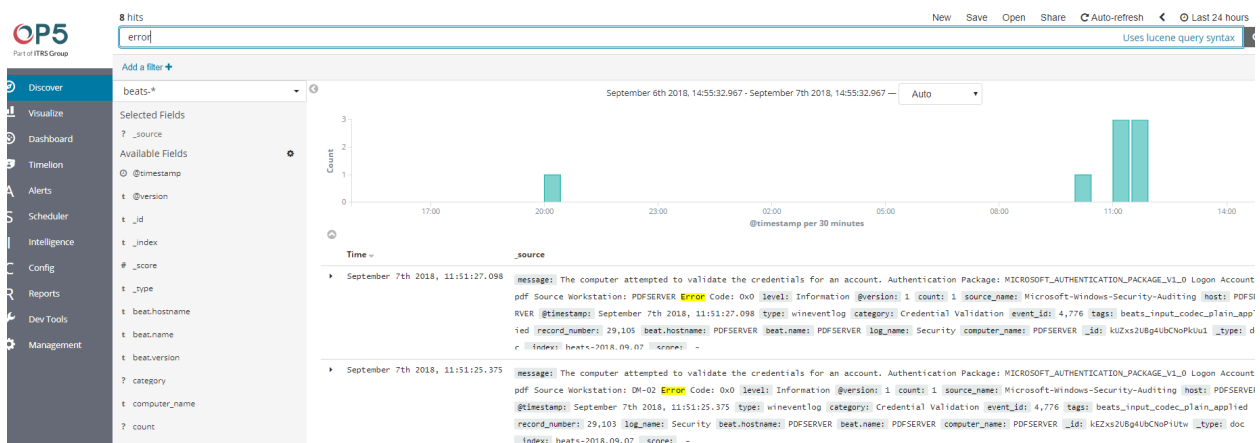 8 hits
New Save Open Share Auto-refresh Last 24 hours
OP5
Part of ITRS Group
error
Uses lucene query syntax
Add a filter +
Discover
Visualize
Dashboard
Timelion
Alerts
Scheduler
Intelligence
Config
Reports
Dev Tools
Management
beats-*
Selected Fields
? _source
Available Fields
@timestamp
t @version
t _id
t _index
# _score
t _type
t beat.hostname
t beat.name
t beat.version
? category
t computer_name
? count
September 6th 2018, 14:55:32.967 - September 7th 2018, 14:55:32.967 — Auto
Count
3
2
1
0
17:00 20:00 23:00 02:00 05:00 08:00 11:00 14:00
@timestamp per 30 minutes
Time _source
September 7th 2018, 11:51:27.098
message: The computer attempted to validate the credentials for an account. Authentication Package: MICROSOFT_AUTHENTICATION_PACKAGE_V1_0 Logon Account
pdf Source Workstation: PDFSERVER Error Code: 0x0 level: Information @version: 1 count: 1 source_name: Microsoft-Windows-Security-Auditing host: PDFSE
RVER @timestamp: September 7th 2018, 11:51:27.098 type: wineventlog category: Credential Validation event_id: 4,776 tags: beats_input_codec_plain_appl
ied record_number: 29,105 beat.hostname: PDFSERVER beat.name: PDFSERVER log_name: Security computer_name: PDFSERVER _id: kUZxs2UBg4UbCNoPkUu1 _type: do
c _index: beats-2018.09.07 _score: -
September 7th 2018, 11:51:25.375
message: The computer attempted to validate the credentials for an account. Authentication Package: MICROSOFT_AUTHENTICATION_PACKAGE_V1_0 Logon Account
pdf Source Workstation: DM-02 Error Code: 0x0 level: Information @version: 1 count: 1 source_name: Microsoft-Windows-Security-Auditing host: PDFSERVER
@timestamp: September 7th 2018, 11:51:25.375 type: wineventlog category: Credential Validation event_id: 4,776 tags: beats_input_codec_plain_applied
record_number: 29,103 log_name: Security beat.hostname: PDFSERVER beat.name: PDFSERVER computer_name: PDFSERVER _id: kEZxs2UBg4UbCNoPiUtw _type: doc
_index: beats-2018.09.07 _score: -